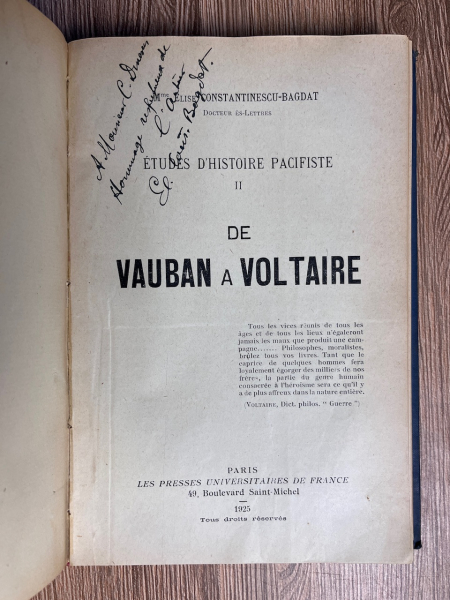 A Monsieur C. 
Hommage respectueux de
l'auteur
El. Const. Bagdat.
Mme ELISE CONSTANTINESCU-BAGDAT
DOCTEUR ÈS-LETTRES
ÉTUDES D'HISTOIRE PACIFISTE
II
DE
VAUBAN A VOLTAIRE
Tous les vices réunis de tous les
âges et de tous les lieux n'égaleront
jamais les maux que produit une cam-
pagne....... Philosophes, moralistes,
brûlez tous vos livres. Tant que le
caprice de quelques hommes fera
loyalement égorger des milliers de nos
frères, la partie du genre humain
consacrée à l'héroïsme sera ce qu'il y
a de plus affreux dans la nature entière.
(VOLTAIRE, Dict. philos. " Guerre ")
PARIS
LES PRESSES UNIVERSITAIRES DE FRANCE
49, Boulevard Saint-Michel
1925
Tous droits réservés